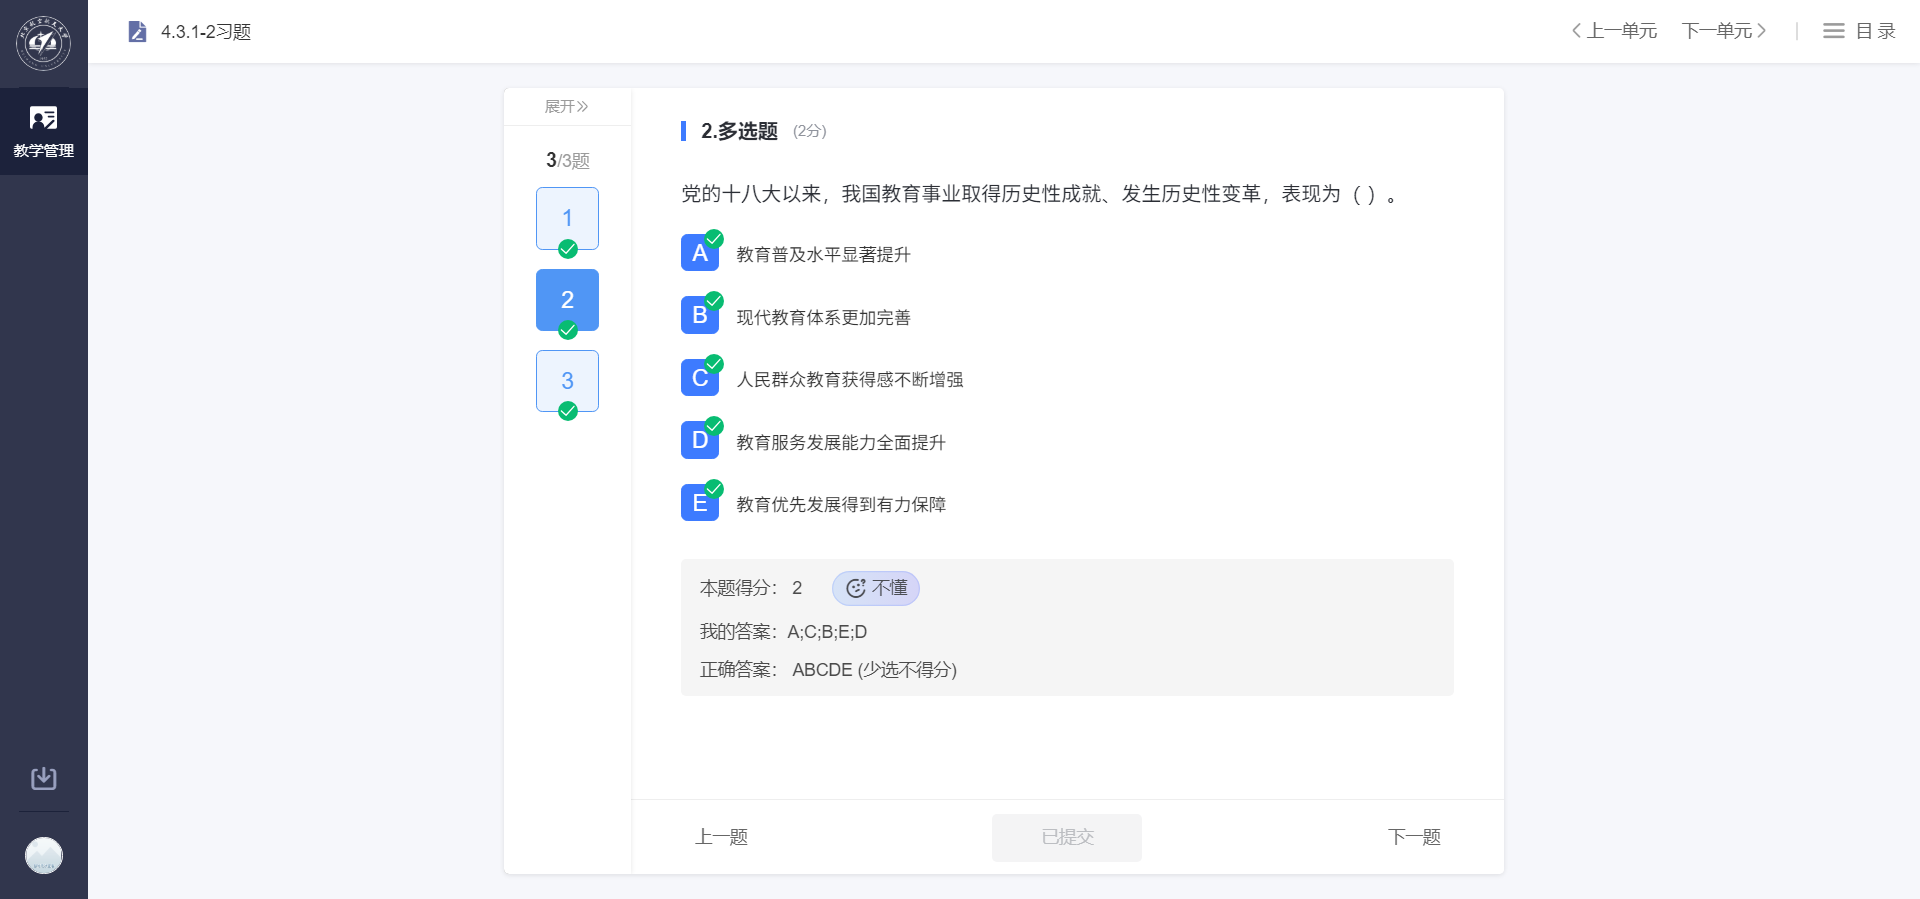 4.3.1-2习题
上一单元
下一单元
目录
教学管理
展开
3/3题
1
2
3
2.多选题 (2分)
党的十八大以来，我国教育事业取得历史性成就、发生历史性变革，表现为（ ）。
A 教育普及水平显著提升
B 现代教育体系更加完善
C 人民群众教育获得感不断增强
D 教育服务发展能力全面提升
E 教育优先发展得到有力保障
本题得分： 2 不懂
我的答案：A;C;B;E;D
正确答案： ABCDE (少选不得分)
上一题
已提交
下一题